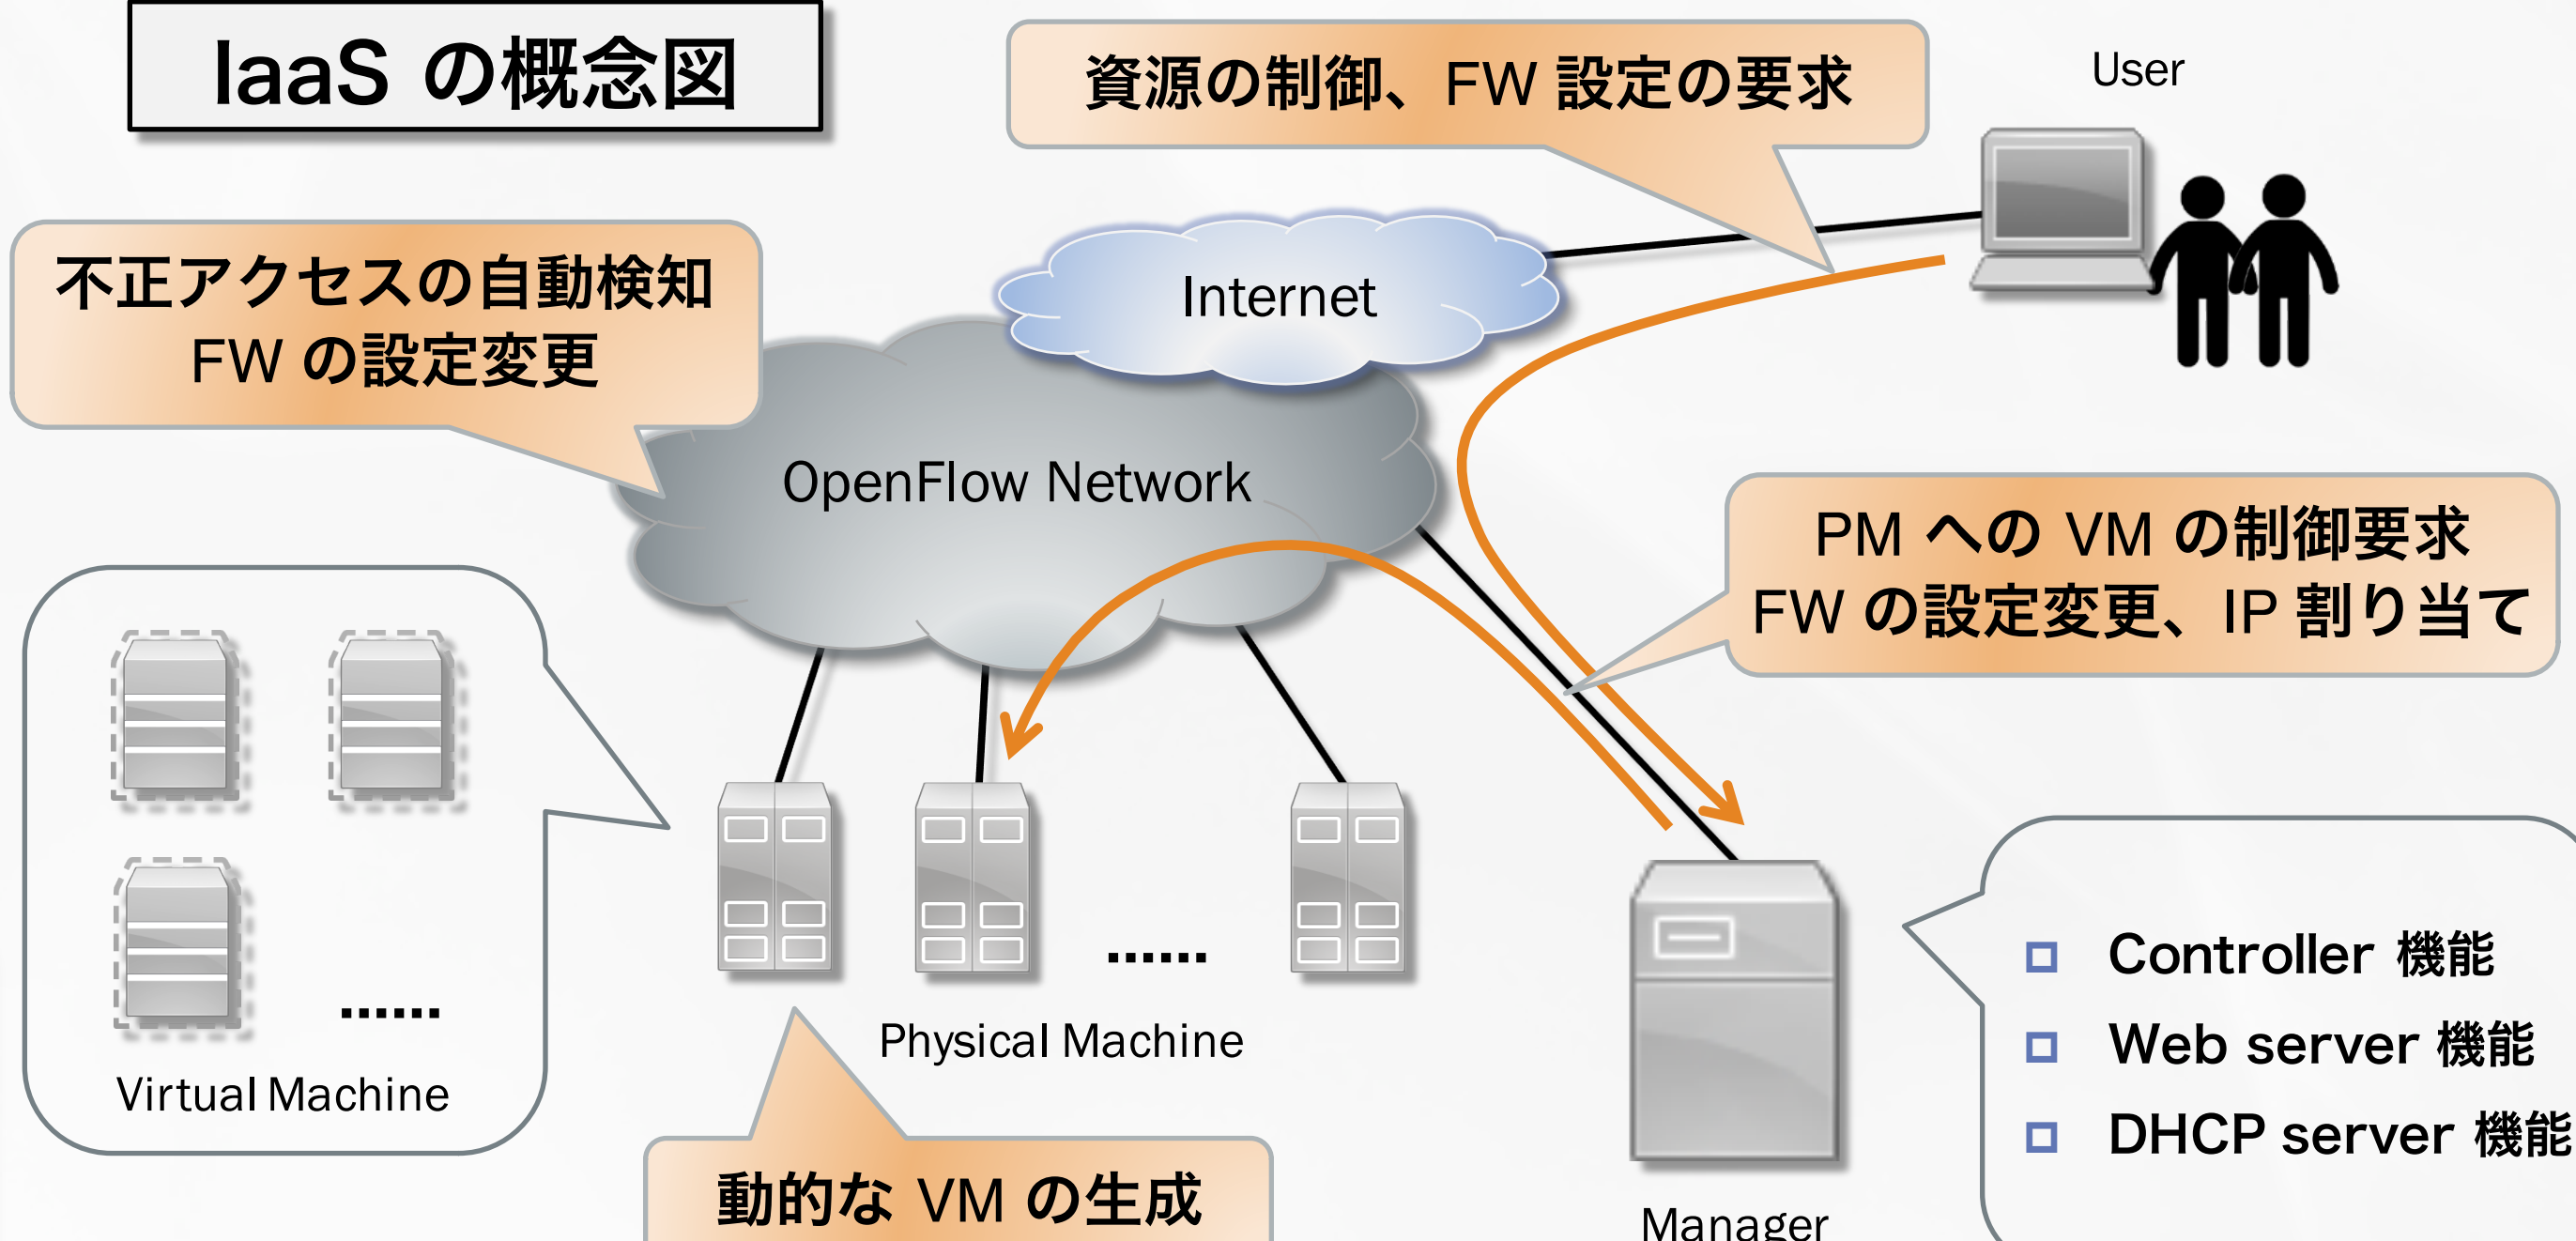 IaaS の概念図
資源の制御、FW 設定の要求
User
不正アクセスの自動検知
FW の設定変更
Internet
OpenFlow Network
PM への VM の制御要求
FW の設定変更、IP 割り当て
......
Virtual Machine
......
Physical Machine
動的な VM の生成
Manager
Controller 機能
Web server 機能
DHCP server 機能